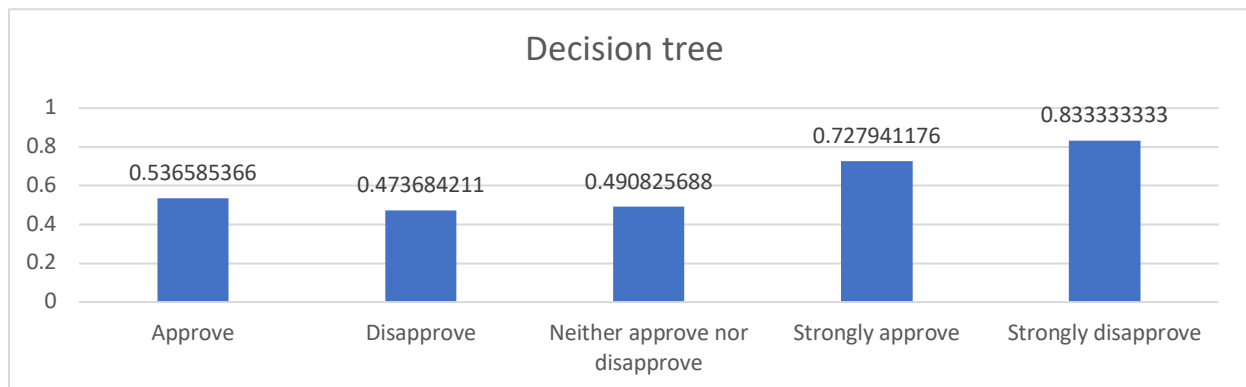 Decision tree
1
0.8
0.6
0.4
0.2
0
0.536585366
0.473684211
0.490825688
0.727941176
0.833333333
Approve
Disapprove
Neither approve nor
disapprove
Strongly approve
Strongly disapprove